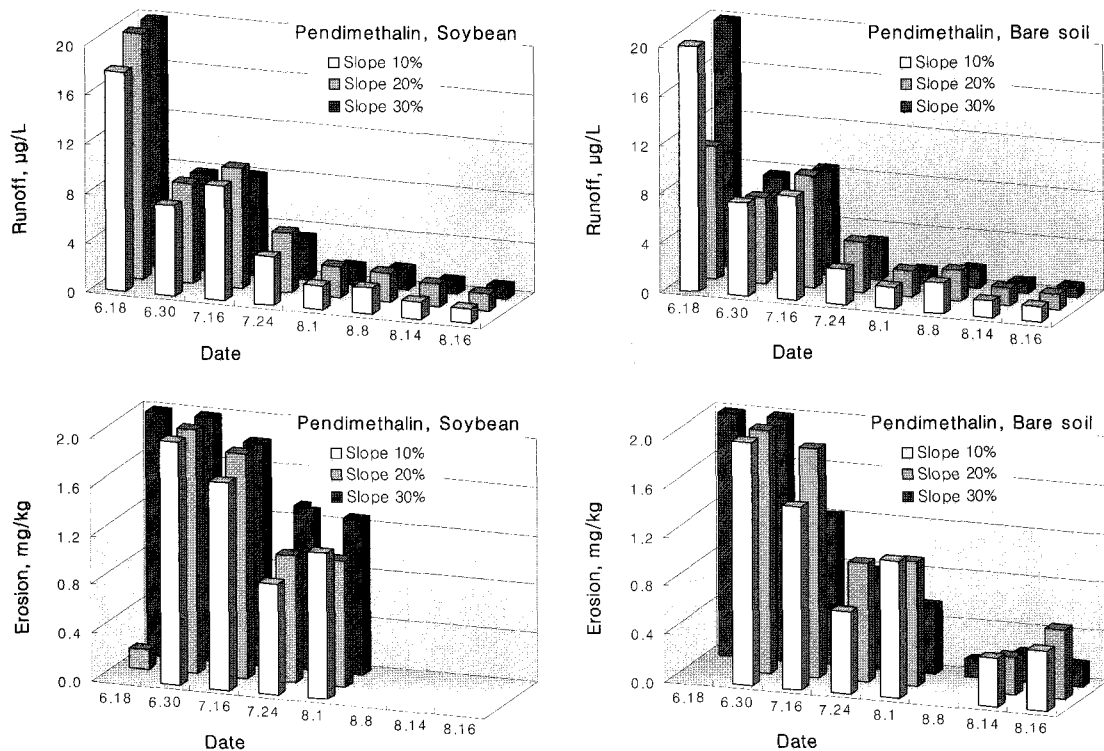 Pendimethalin, Soybean
Slope 10%
Slope 20%
Slope 30%
Runoff, µg/L
20
16
12
8
4
0
6.18
6.30
7.16
7.24
8.1
8.8
8.14
8.16
Date
Pendimethalin, Bare soil
Slope 10%
Slope 20%
Slope 30%
Runoff, µg/L
20
16
12
8
4
0
6.18
6.30
7.16
7.24
8.1
8.8
8.14
8.16
Date
Pendimethalin, Soybean
Slope 10%
Slope 20%
Slope 30%
Erosion, mg/kg
2.0
1.6
1.2
0.8
0.4
0.0
6.18
6.30
7.16
7.24
8.1
8.8
8.14
8.16
Date
Pendimethalin, Bare soil
Slope 10%
Slope 20%
Slope 30%
Erosion, mg/kg
2.0
1.6
1.2
0.8
0.4
0.0
6.18
6.30
7.16
7.24
8.1
8.8
8.14
8.16
Date